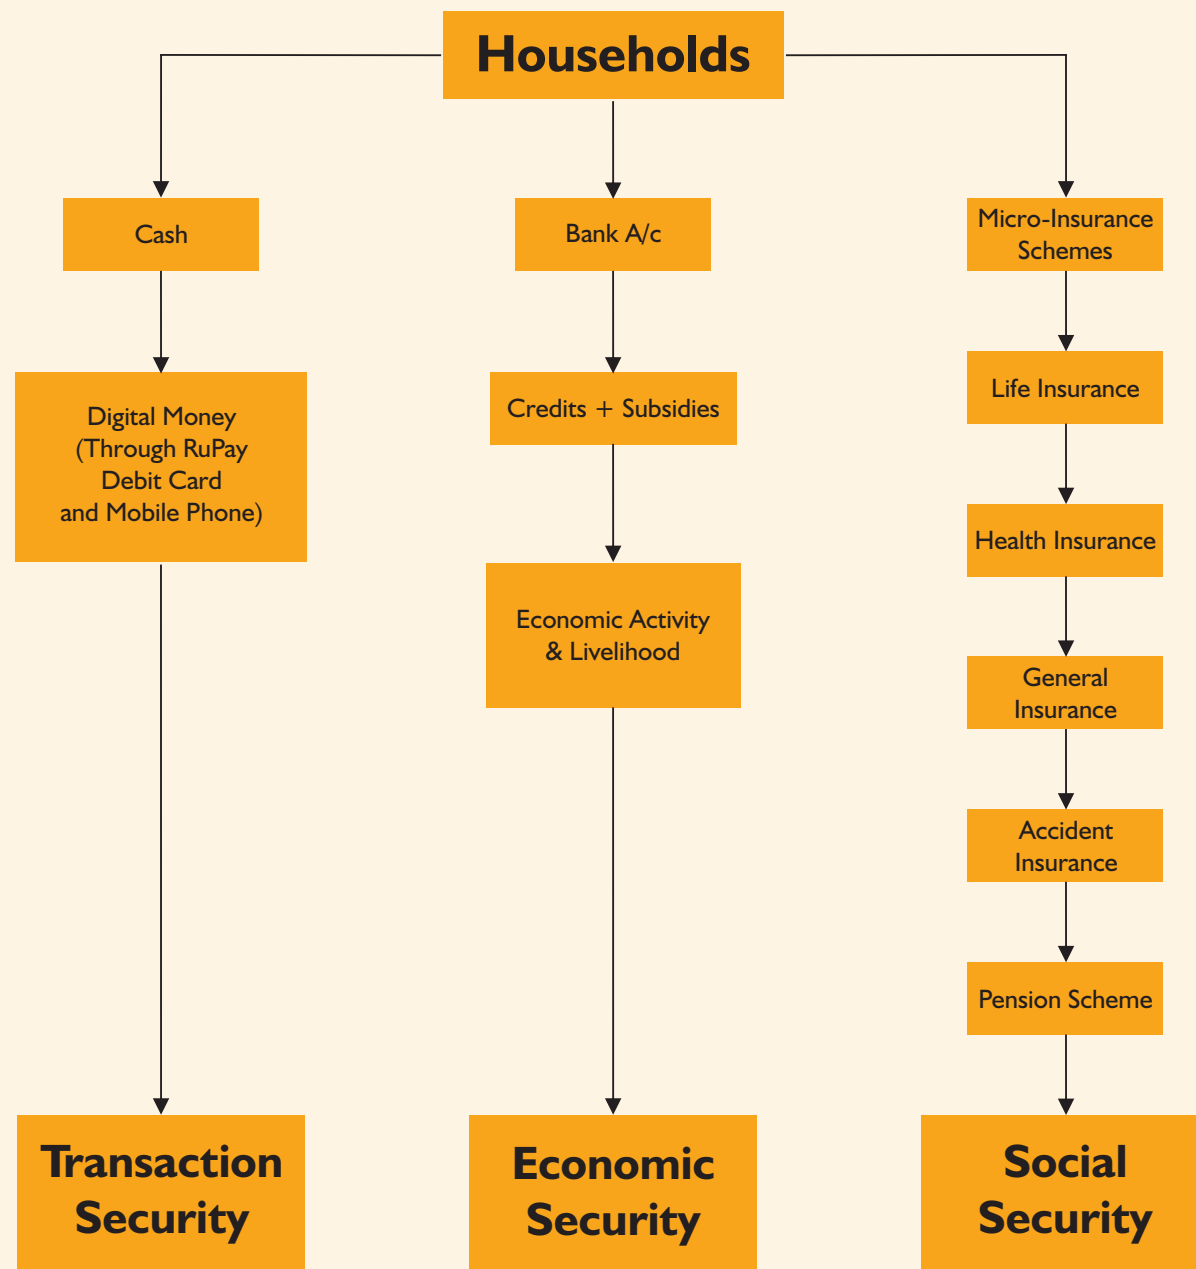 Households
Cash
Digital Money
(Through RuPay
Debit Card
and Mobile Phone)
Transaction
Security
Bank A/c
Credits + Subsidies
Economic Activity
& Livelihood
Economic
Security
Micro-Insurance
Schemes
Life Insurance
Health Insurance
General
Insurance
Accident
Insurance
Pension Scheme
Social
Security